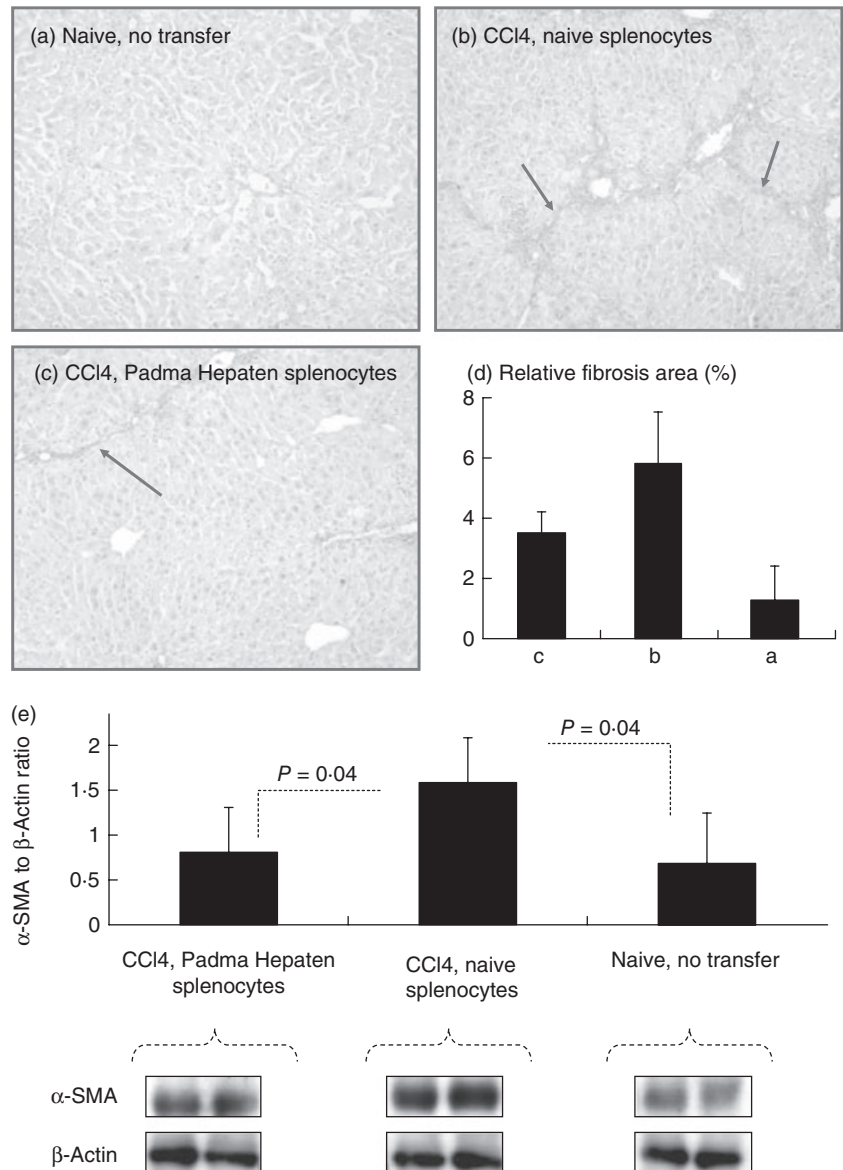 (a) Naive, no transfer
(b) CCl4, naive splenocytes
(c) CCl4, Padma Hepaten splenocytes
(d) Relative fibrosis area (%)
8
6
4
2
0
c b a
(e)
α-SMA to β-Actin ratio
2
1·5
1
0·5
0
P = 0·04
P = 0·04
CCl4, Padma Hepaten
splenocytes
CCl4, naive
splenocytes
Naive, no transfer
α-SMA
β-Actin